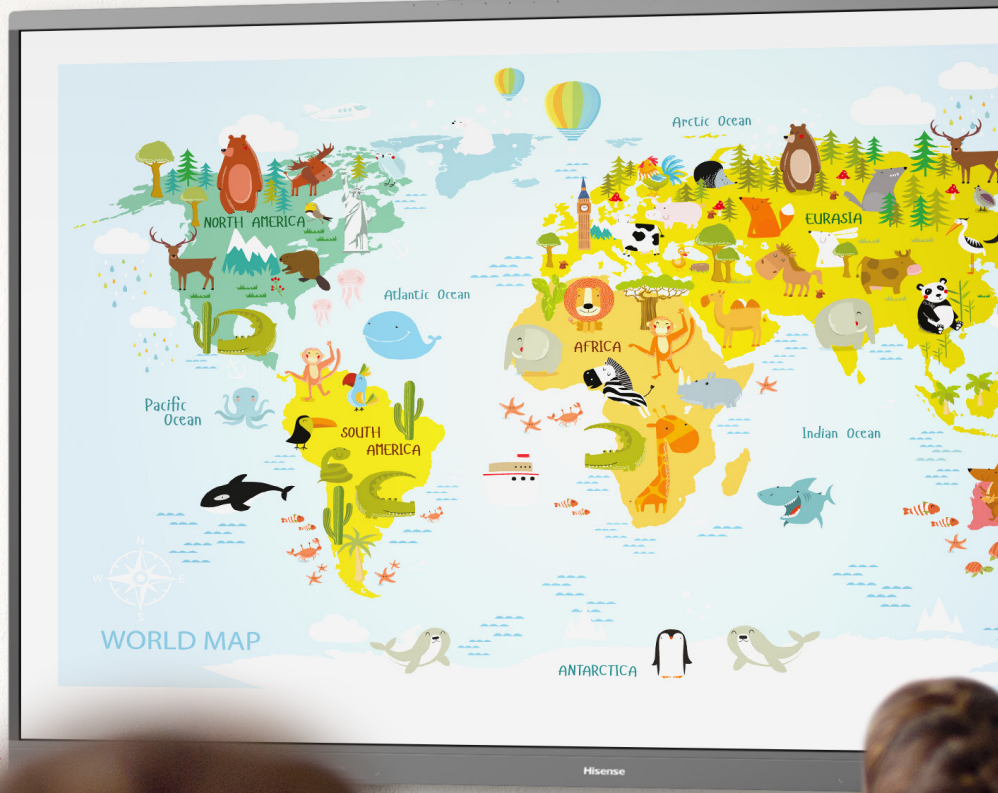 Arctic Ocean
NORTH AMERICA
EURASIA
Atlantic Ocean
AFRICA
Pacific
Ocean
SOUTH
AMERICA
Indian Ocean
N
W
E
S
WORLD MAP
ANTARCTICA
Hisense